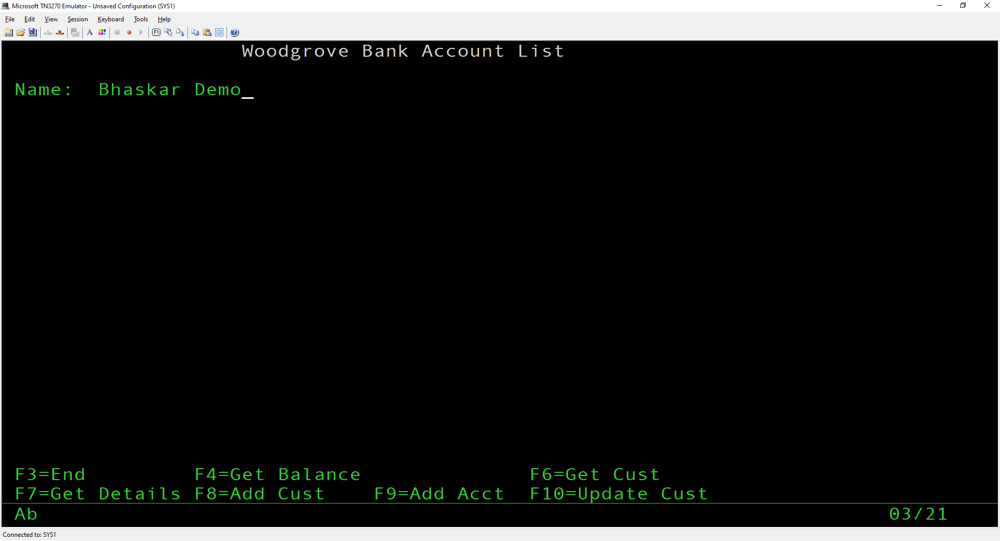 Microsoft TN3270 Emulator - Unsaved Configuration (SYS1)
File Edit View Session Keyboard Tools Help
A F1 ?
Woodgrove Bank Account List
Name: Bhaskar Demo_
F3=End F4=Get Balance F6=Get Cust
F7=Get Details F8=Add Cust F9=Add Acct F10=Update Cust
Ab 03/21
Connected to: SYS1